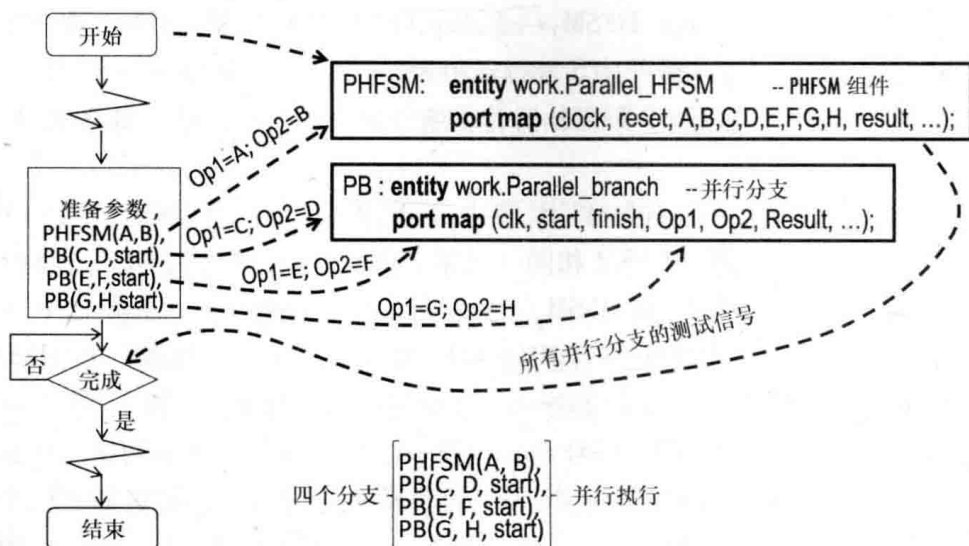 开始
PHFSM: entity work.Parallel_HFSM -- PHFSM 组件
port map (clock, reset, A,B,C,D,E,F,G,H, result, ...);
Op1=A; Op2=B
PB : entity work.Parallel_branch --并行分支
port map (clk, start, finish, Op1, Op2, Result, ...);
准备参数
PHFSM(A,B),
PB(C,D,start),
PB(E,F,start),
PB(G,H,start)
Op1=C; Op2=D
Op1=E; Op2=F
Op1=G; Op2=H
所有并行分支的测试信号
否
完成
是
四个分支
PHFSM(A, B),
PB(C, D, start),
PB(E, F, start),
PB(G, H, start)
并行执行
结束